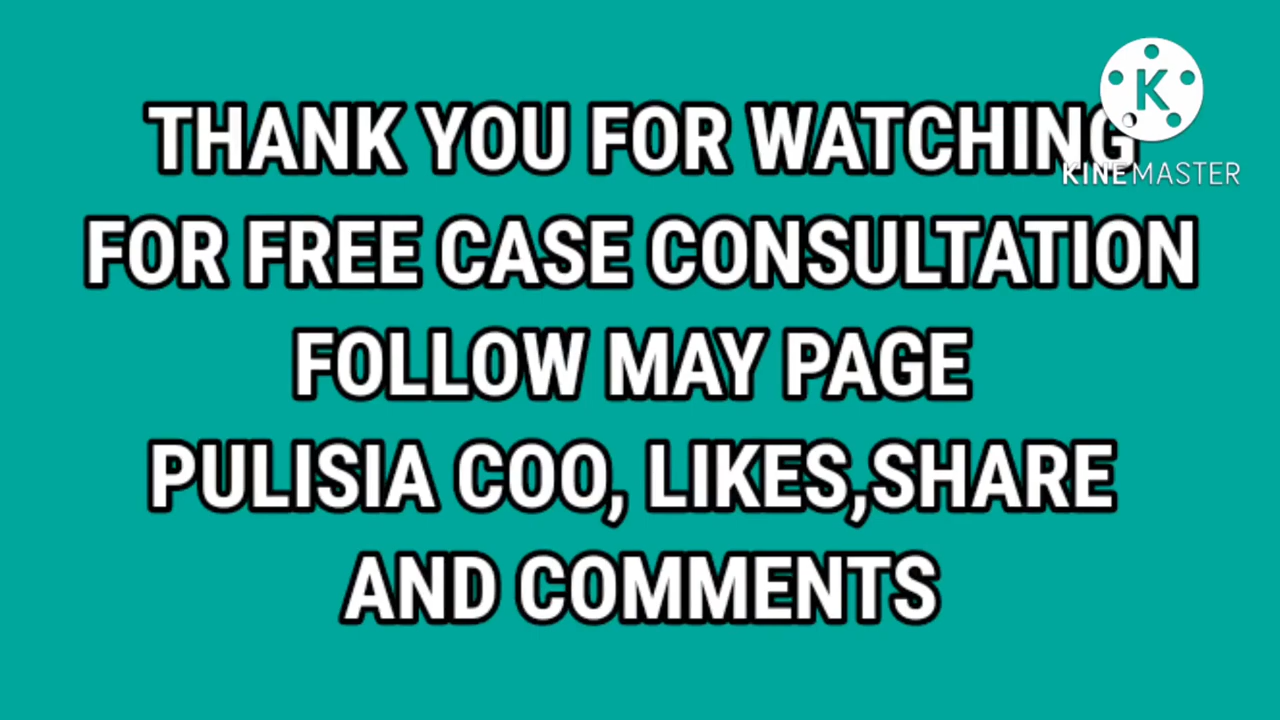 THANK YOU FOR WATCHING
KINEMASTER
FOR FREE CASE CONSULTATION
FOLLOW MAY PAGE
PULISIA COO, LIKES,SHARE
AND COMMENTS